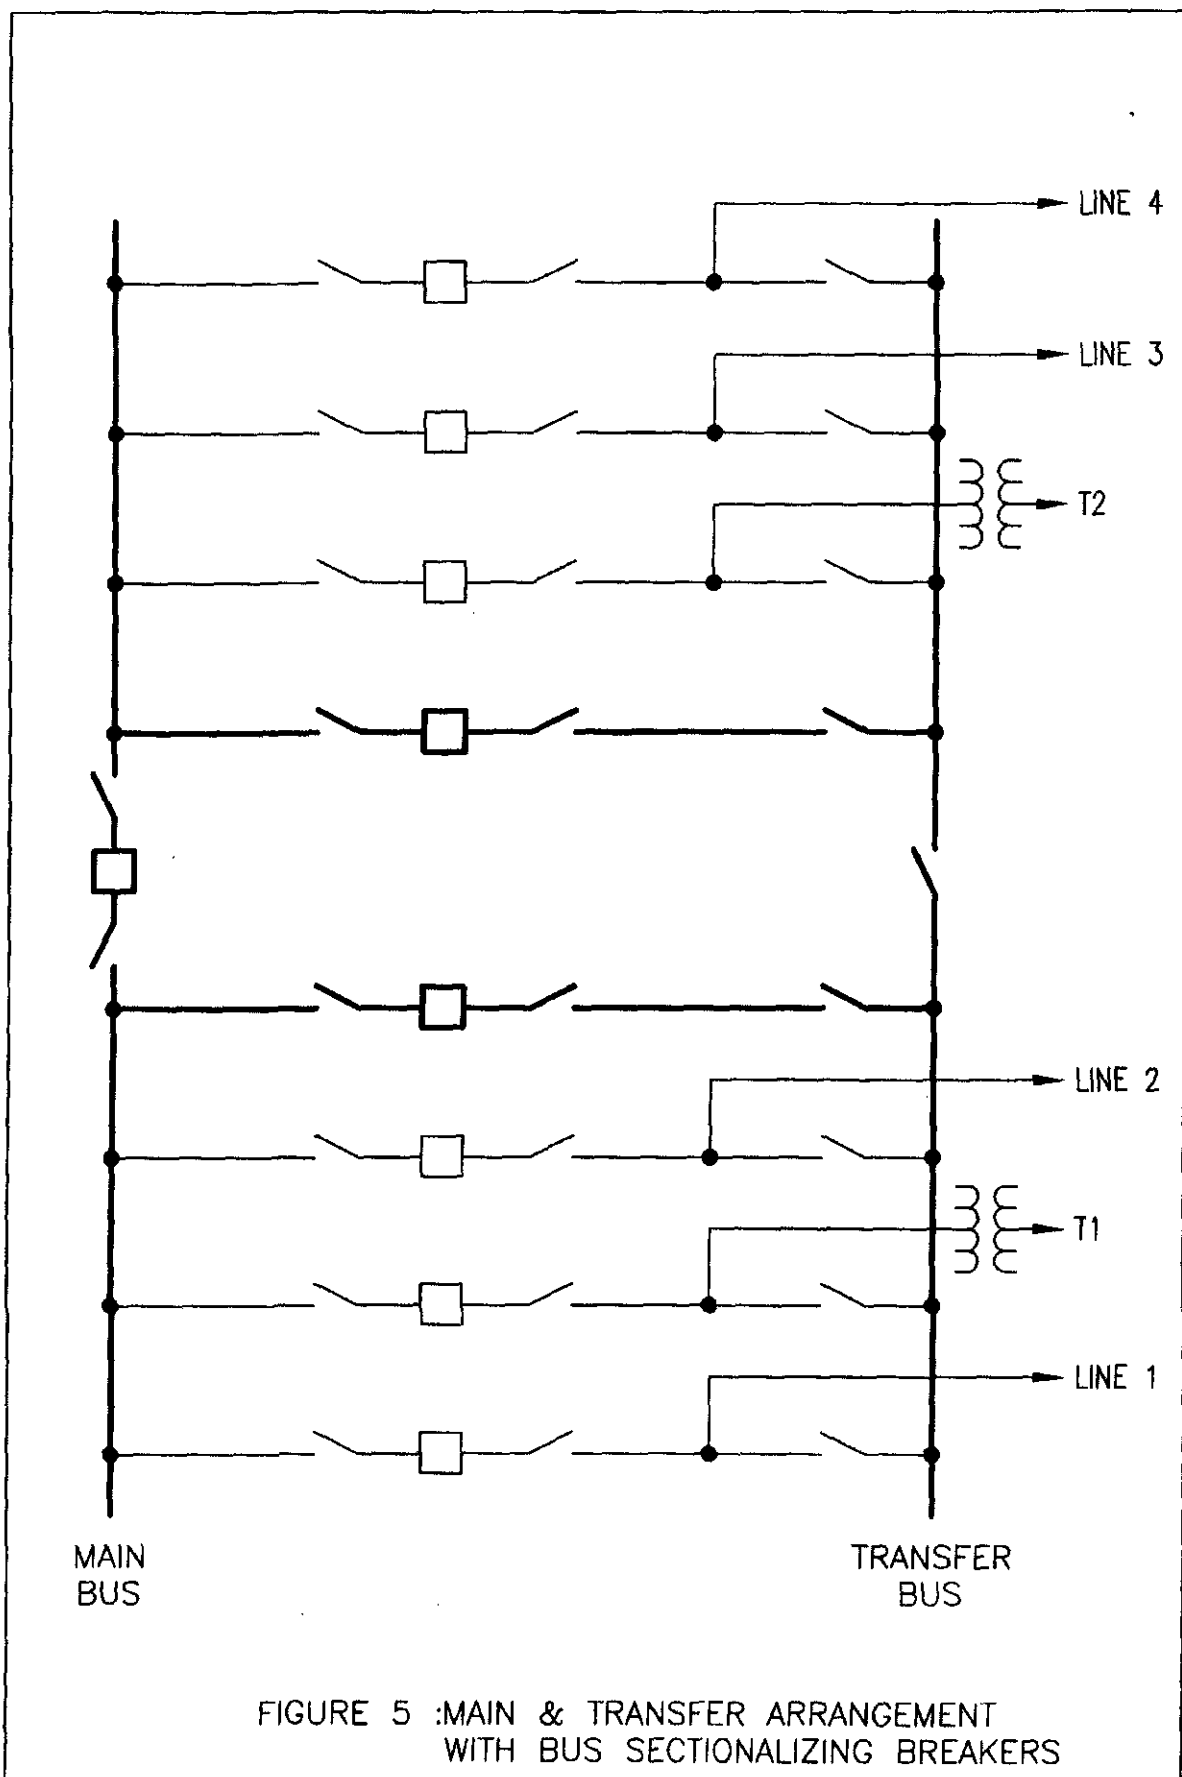 LINE 4
LINE 3
T2
LINE 2
T1
LINE 1
MAIN
BUS
TRANSFER
BUS
FIGURE 5 :MAIN & TRANSFER ARRANGEMENT
WITH BUS SECTIONALIZING BREAKERS